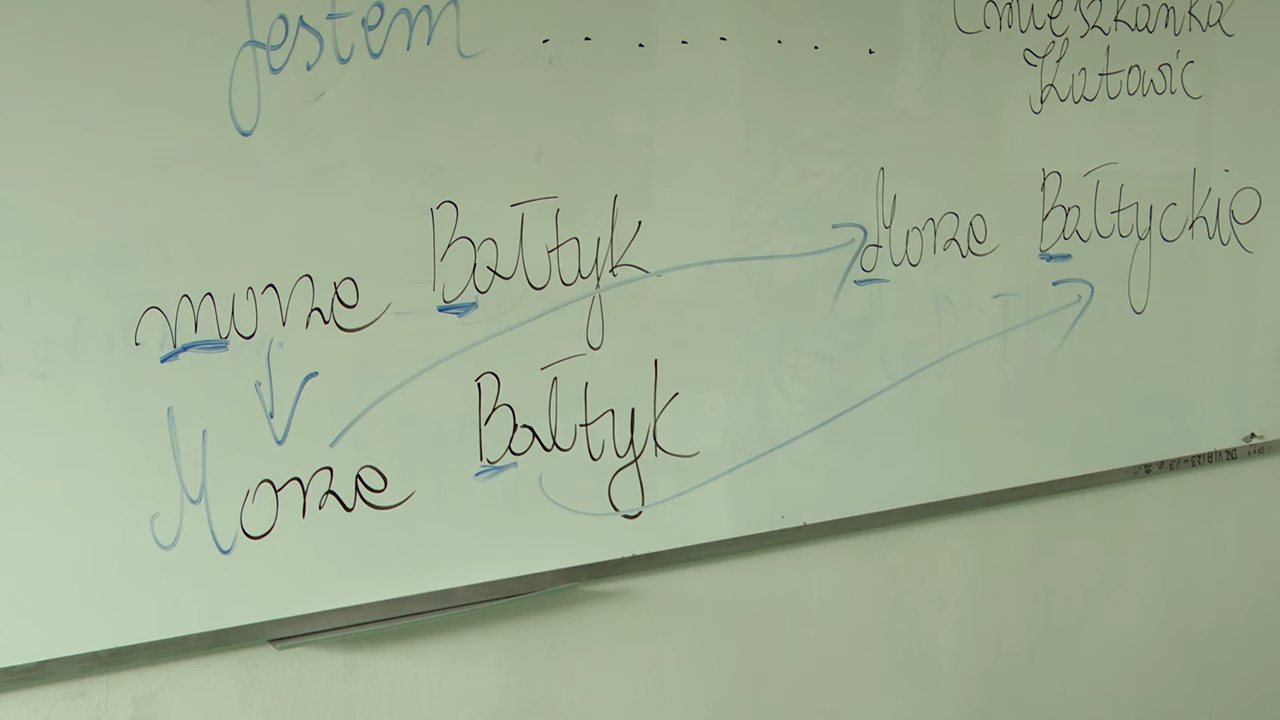 Jestem . . . . . . . . . (mieszkanka
Katowic
morze Bałtyk
Morze Bałtyckie
Morze Bałtyk